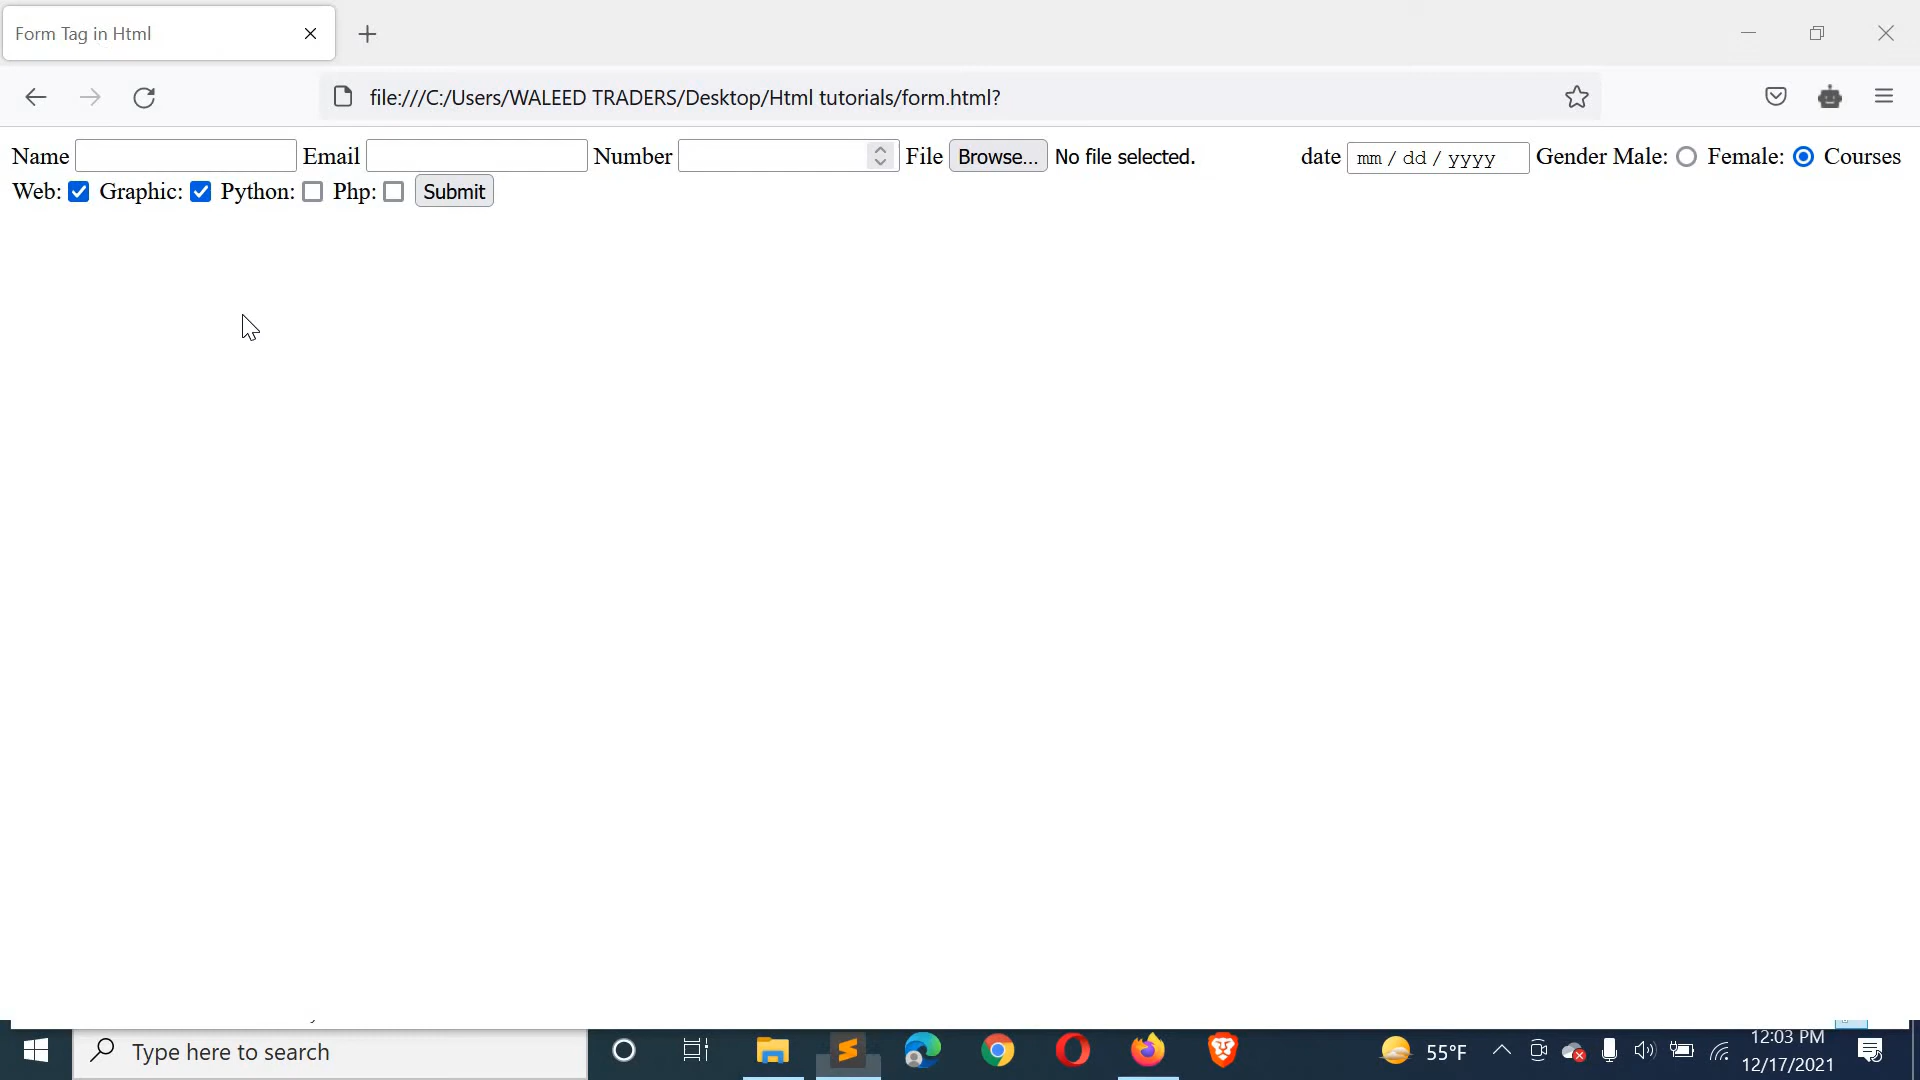 Form Tag in Html
file:///C:/Users/WALEED TRADERS/Desktop/Html tutorials/form.html?
Name Email Number File Browse... No file selected. date mm / dd / yyyy Gender Male: Female: Courses
Web: Graphic: Python: Php: Submit
Type here to search
55°F
12:03 PM
12/17/2021